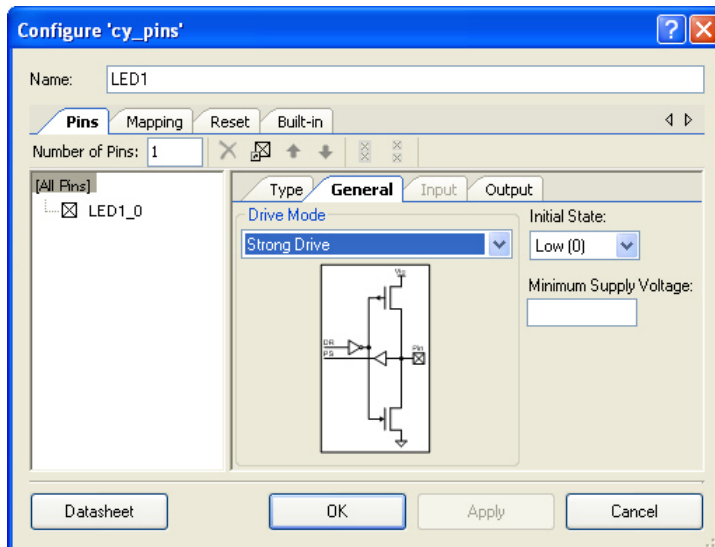 Configure 'cy_pins'
Name: LED1
Pins Mapping Reset Built-in
Number of Pins: 1
[All Pins]
LED1_0
Type General Input Output
Drive Mode
Strong Drive
Initial State:
Low (0)
Minimum Supply Voltage:
Vio
DR
PS
Pin
Datasheet OK Apply Cancel